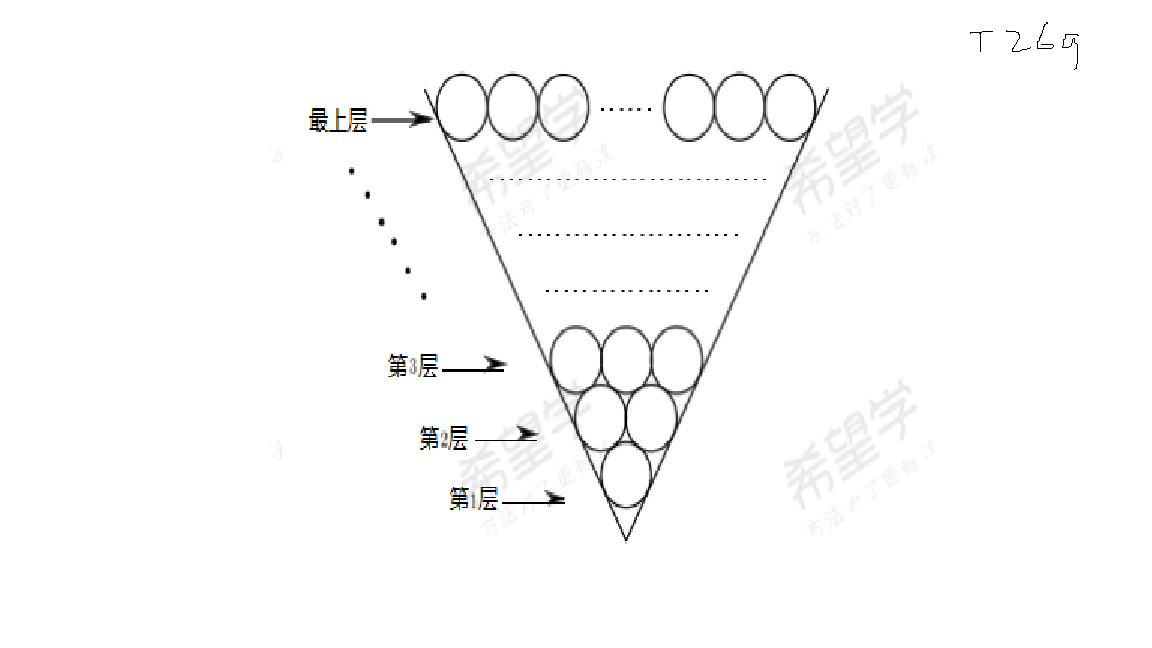 T269
最上层
希望学 希望学
方法对了更有效 方法对了更有效
第3层
第2层
希望学 希望学
第1层
方法对了更有效 方法对了更有效